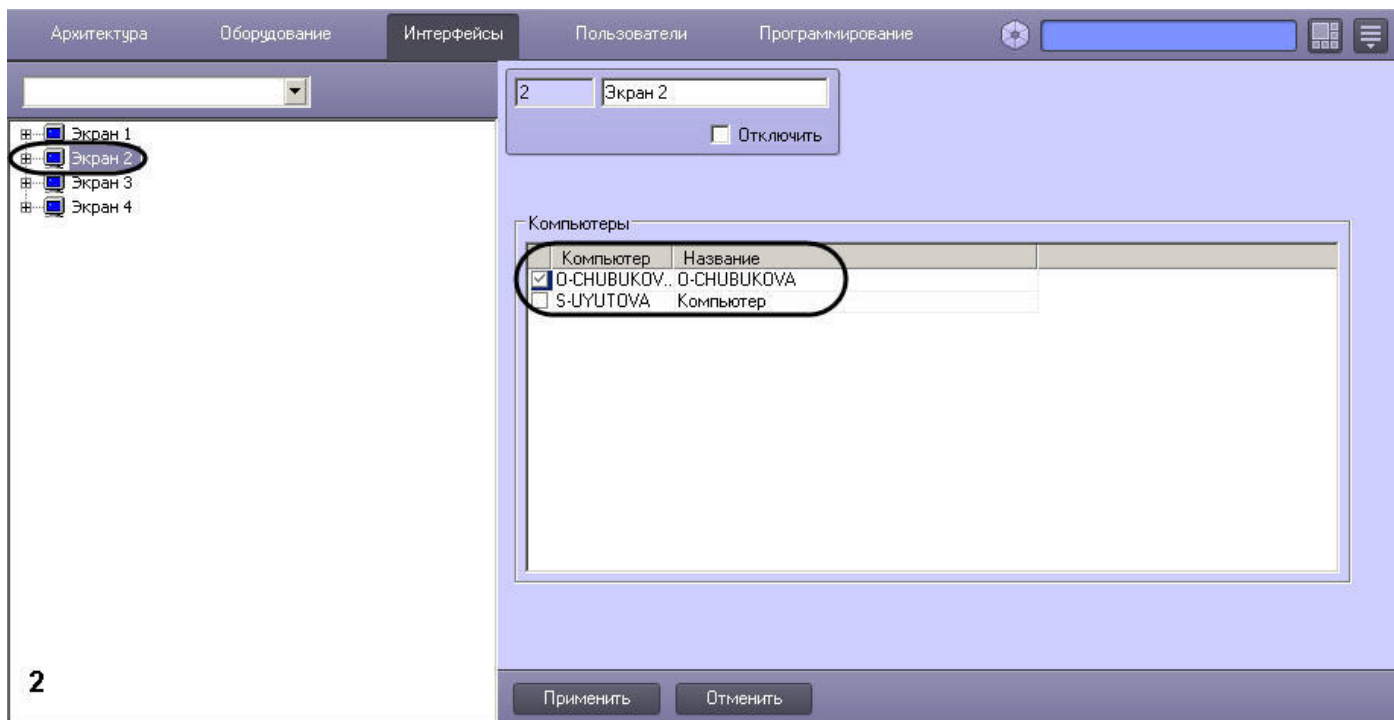 Архитектура Оборудование Интерфейсы Пользователи Программирование
2 Экран 2
Отключить
Экран 1
Экран 2
Экран 3
Экран 4
Компьютеры
Компьютер Название
O-CHUBUKOV... O-CHUBUKOVA
S-UYUTOVA Компьютер
2
Применить Отменить